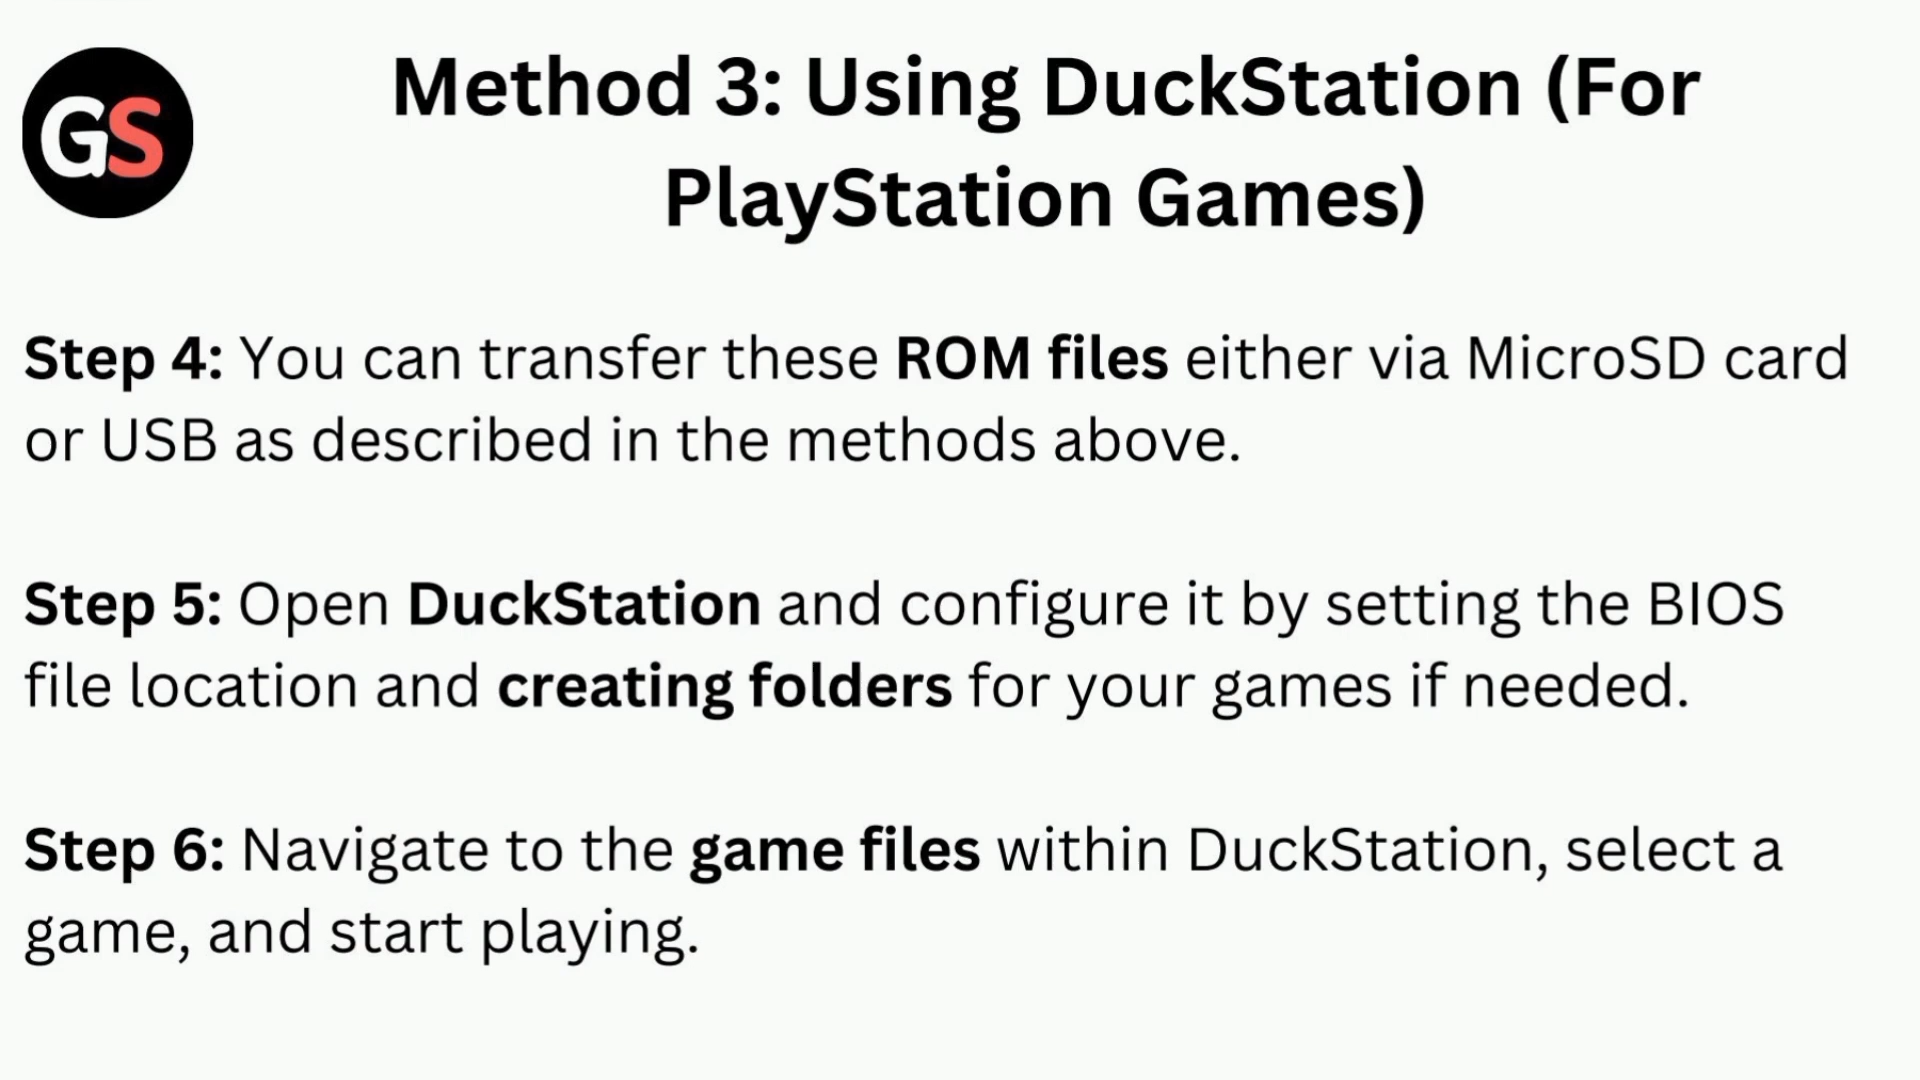 GS
Method 3: Using DuckStation (For
PlayStation Games)
Step 4: You can transfer these ROM files either via MicroSD card
or USB as described in the methods above.
Step 5: Open DuckStation and configure it by setting the BIOS
file location and creating folders for your games if needed.
Step 6: Navigate to the game files within DuckStation, select a
game, and start playing.